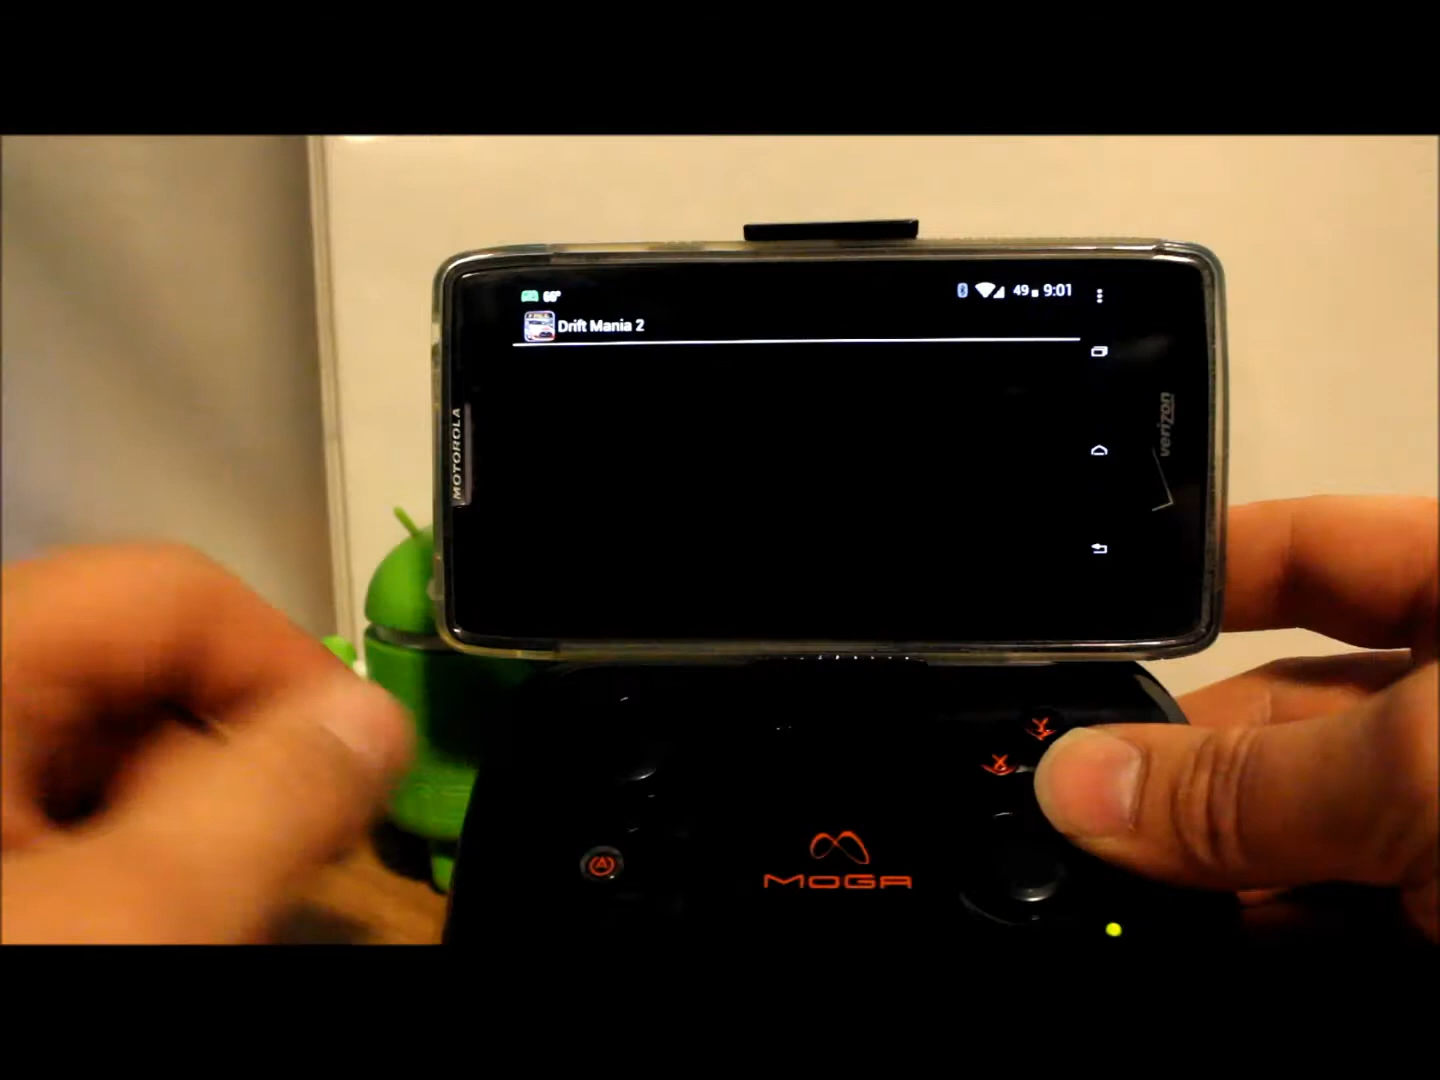 66°
49 9:01
Drift Mania 2
MOTOROLA
verizon
Y
X
A
MOGA